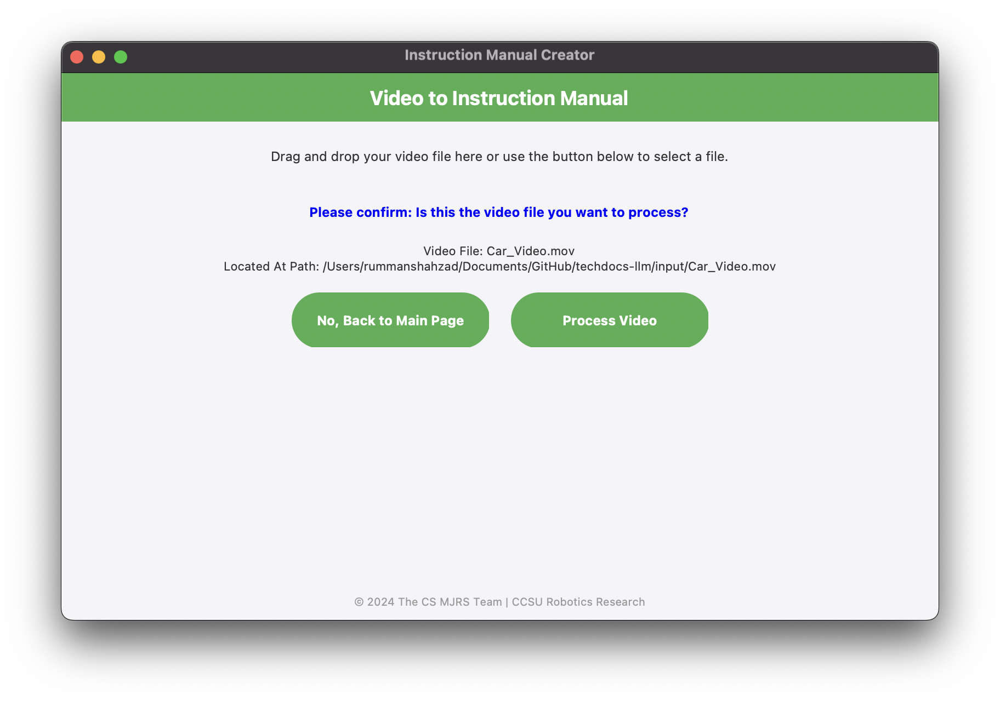 Instruction Manual Creator
Video to Instruction Manual
Drag and drop your video file here or use the button below to select a file.
Please confirm: Is this the video file you want to process?
Video File: Car_Video.mov
Located At Path: /Users/rummanshahzad/Documents/GitHub/techdocs-llm/input/Car_Video.mov
No, Back to Main Page
Process Video
© 2024 The CS MJRS Team | CCSU Robotics Research